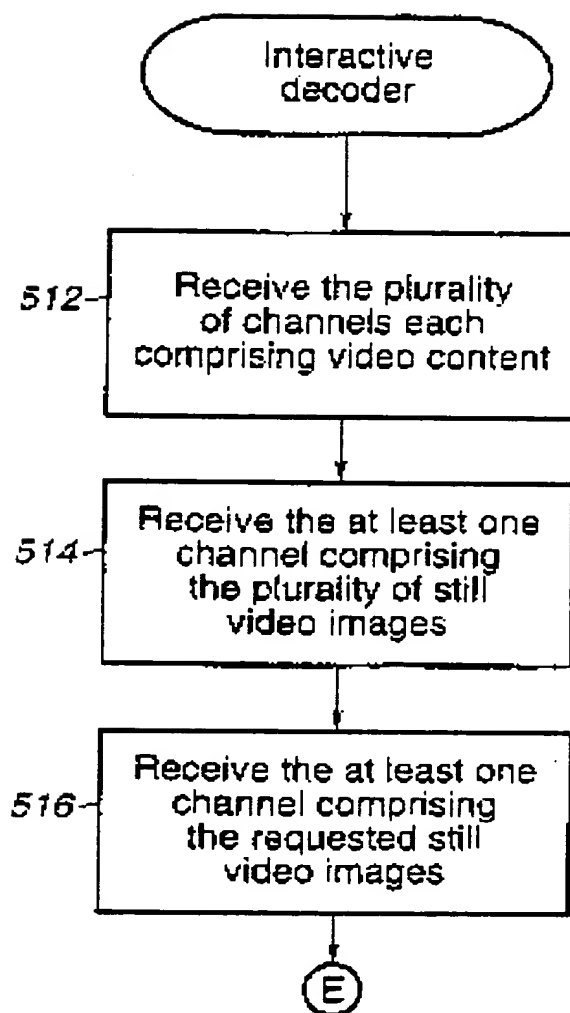 Interactive
decoder
512
Receive the plurality
of channels each
comprising video content
514
Receive the at least one
channel comprising
the plurality of still
video images
516
Receive the at least one
channel comprising
the requested still
video images
E